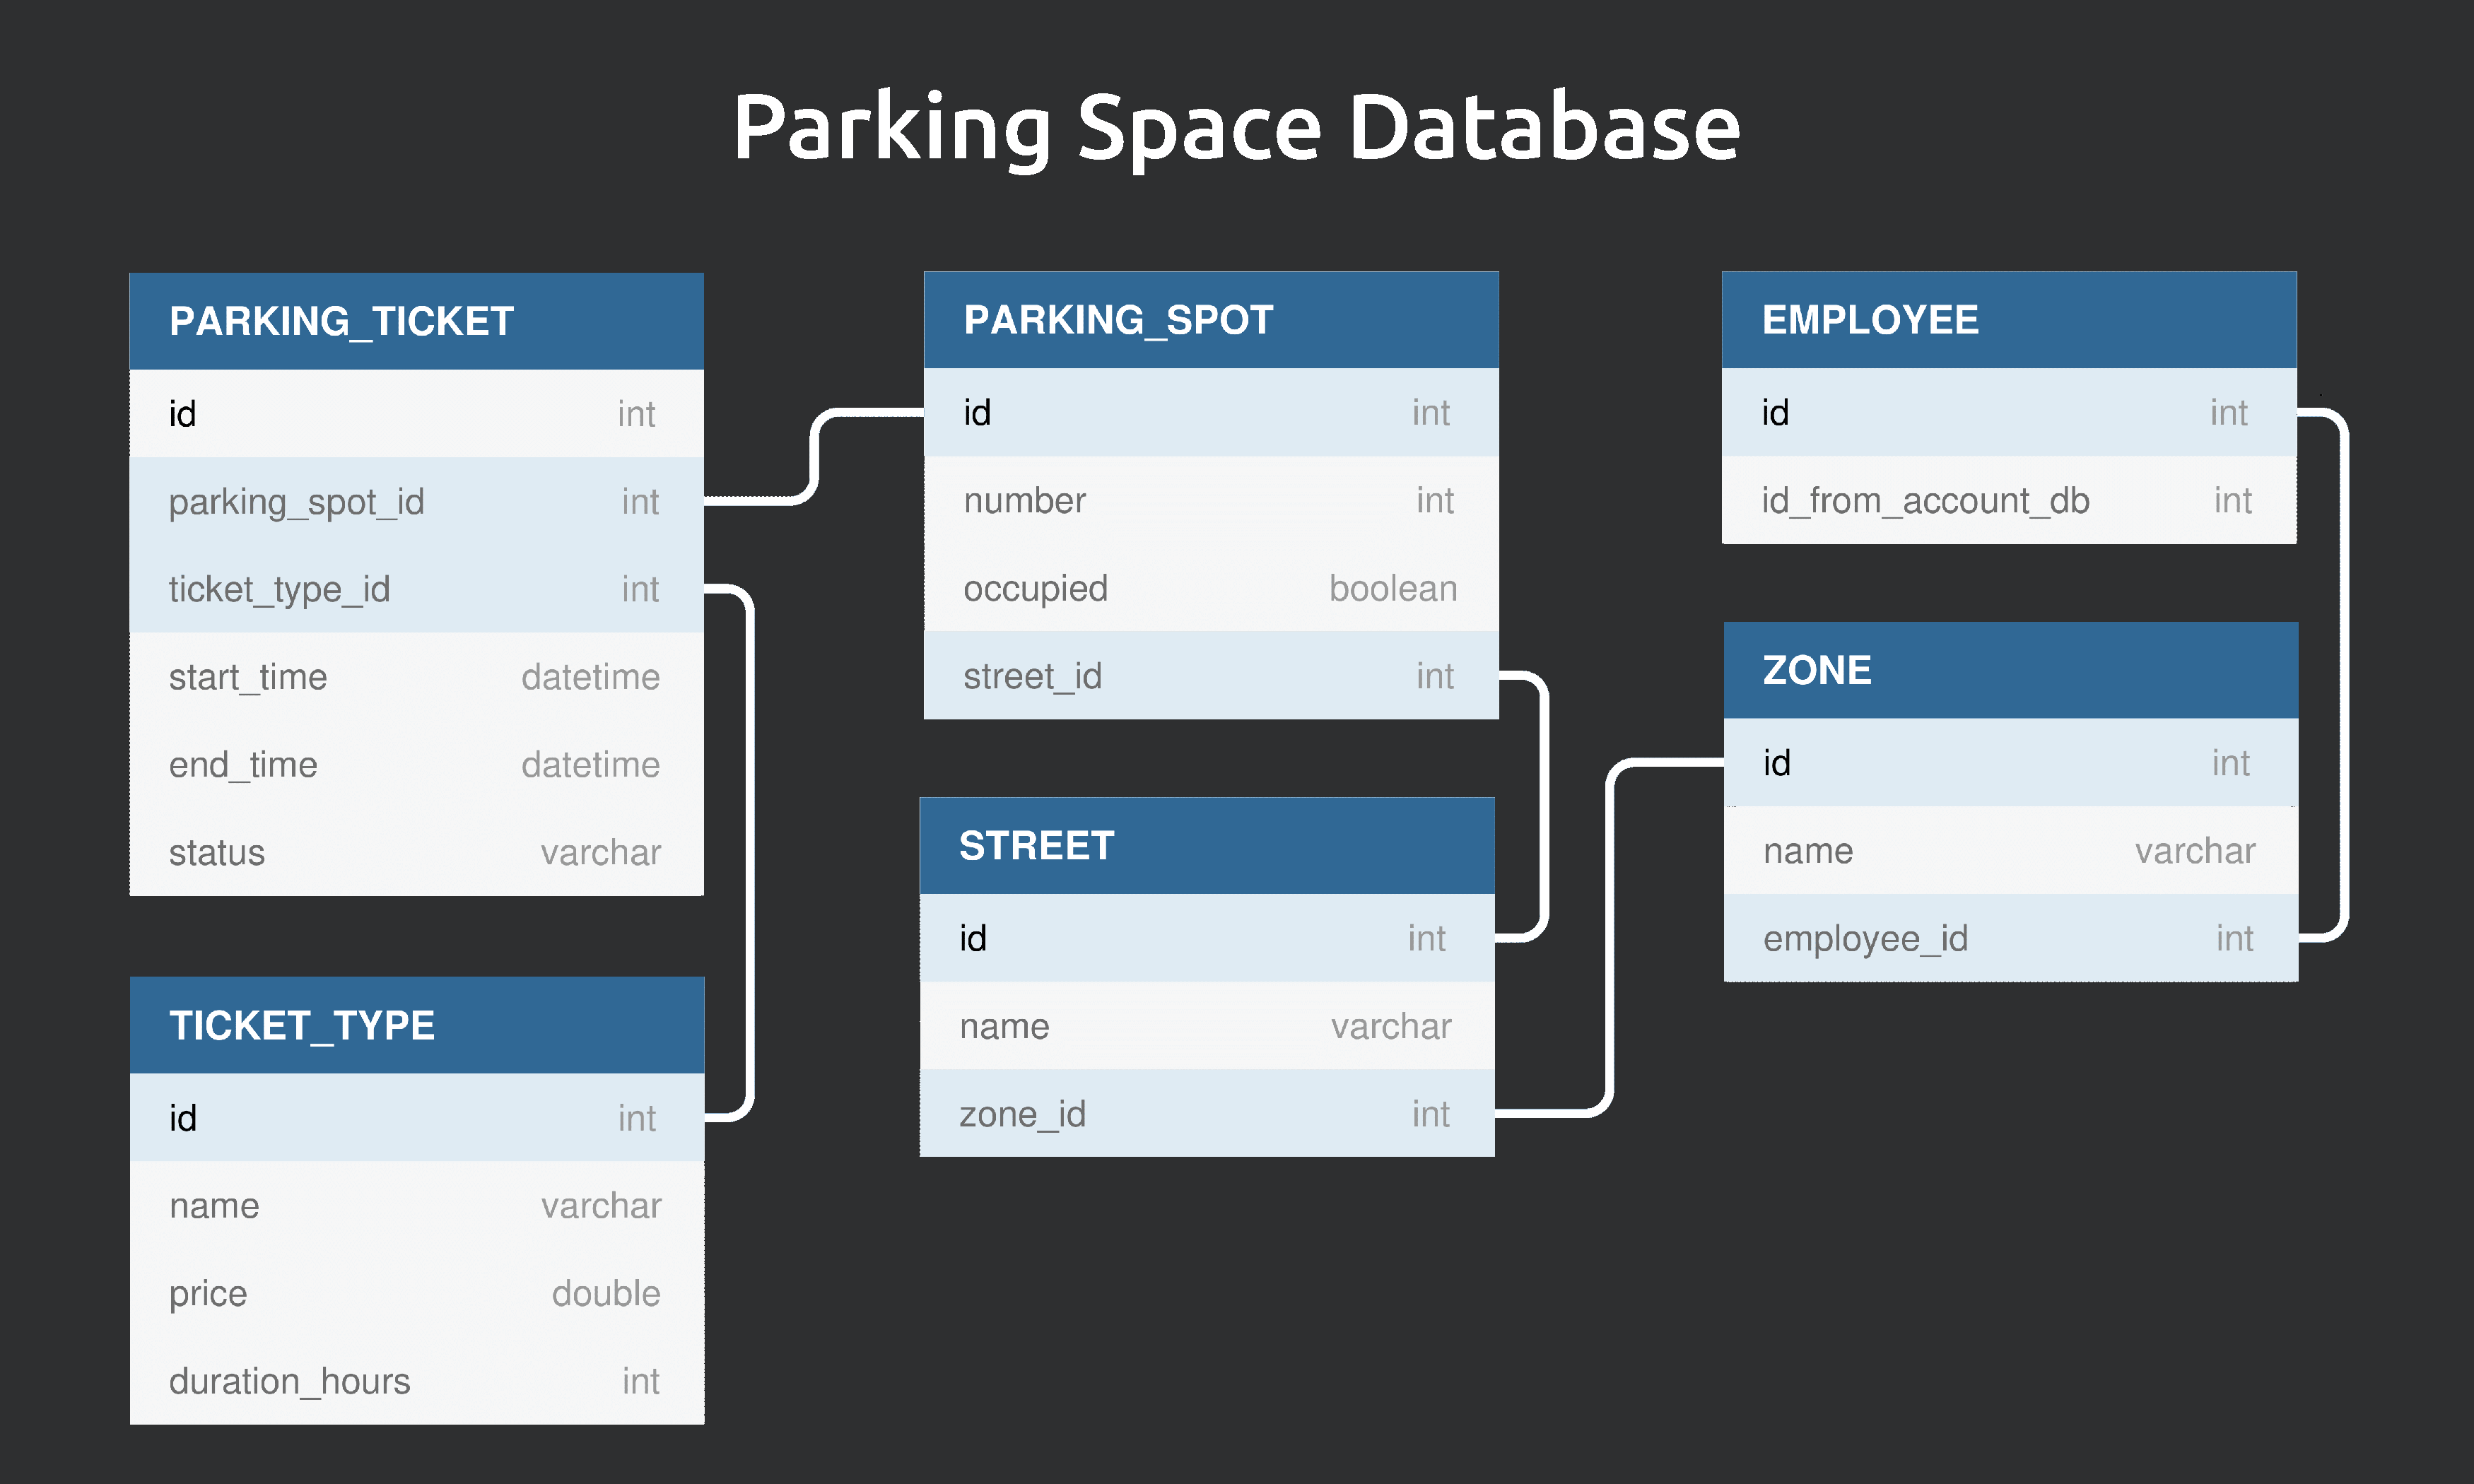 Parking Space Database
PARKING_TICKET
id int
parking_spot_id int
ticket_type_id int
start_time datetime
end_time datetime
status varchar
TICKET_TYPE
id int
name varchar
price double
duration_hours int
PARKING_SPOT
id int
number int
occupied boolean
street_id int
STREET
id int
name varchar
zone_id int
EMPLOYEE
id int
id_from_account_db int
ZONE
id int
name varchar
employee_id int